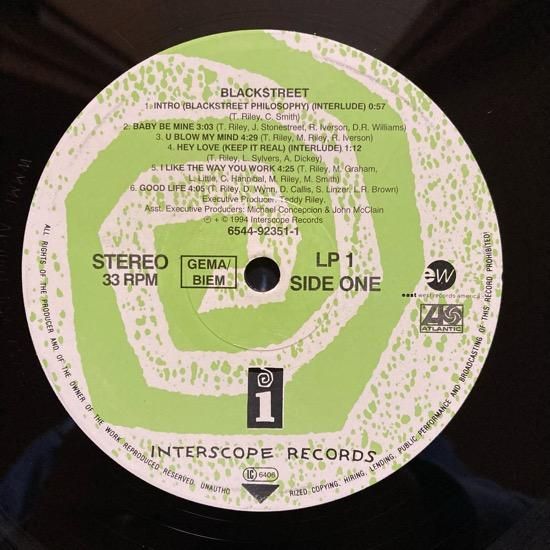 BLACKSTREET
1. INTRO (BLACKSTREET PHILOSOPHY) (INTERLUDE) 0:57
(T. Riley, C. Smith)
2. BABY BE MINE 3:03 (T. Riley, J. Stonestreet, R. Iverson, D.R. Williams)
3. U BLOW MY MIND 4:29 (T. Riley, M. Riley, R. Iverson)
4. HEY LOVE (KEEP IT REAL) (INTERLUDE) 1:12
(T. Riley, L. Sylvers, A. Dickey)
5. I LIKE THE WAY YOU WORK 4:25 (T. Riley, M. Graham,
L. Little, C. Hannibal, M. Riley, M. Smith)
6. GOOD LIFE 4:05 (T. Riley, D. Wynn, D. Callis, S. Linzer, L.R. Brown)
Executive Producer: Teddy Riley,
Asst. Executive Producers: Michael Concepcion & John McClain
℗ + © 1994 Interscope Records
6544-92351-1
STEREO
33 RPM
GEMA/
BIEM
LP 1
SIDE ONE
ew
east westrecords america
ATLANTIC
i
INTERSCOPE RECORDS
LC 6406
ALL RIGHTS OF THE PRODUCER AND OF THE OWNER OF THE WORK REPRODUCED RESERVED. UNAUTHO
RIZED COPYING, HIRING, LENDING, PUBLIC PERFORMANCE AND BROADCASTING OF THIS RECORD PROHIBITED!